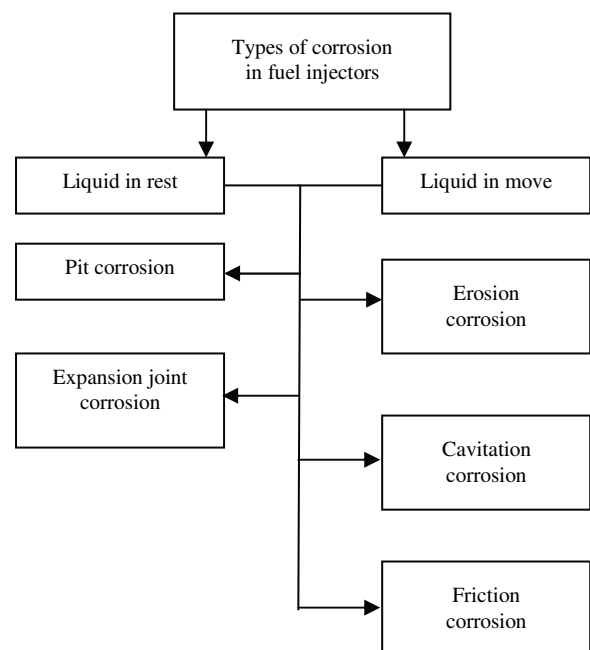 Types of corrosion
in fuel injectors
Liquid in rest
Liquid in move
Pit corrosion
Erosion
corrosion
Expansion joint
corrosion
Cavitation
corrosion
Friction
corrosion